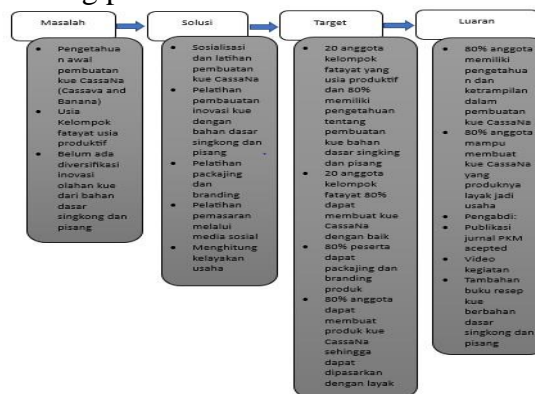 Masalah
Solusi
Target
Luaran
• Pengetahua
n awal
pembuatan
kue CassaNa
(Cassava and
Banana)
• Usia
Kelompok
fatayat usia
produktif
• Belum ada
diversifikasi
inovasi
olahan kue
dari bahan
dasar
singkong dan
pisang
• Sosialisasi
dan latihan
pembuatan
kue CassaNa
• Pelatihan
pembauatan
inovasi kue
dengan
bahan dasar
singkong dan
pisang
• Pelatihan
packajing
dan
branding
• Pelatihan
pemasaran
melalui
media sosial
• Menghitung
kelayakan
usaha
• 20 anggota
kelompok
fatayat yang
usia produktif
dan 80%
memiliki
pengetahuan
tentang
pembuatan
kue bahan
dasar singking
dan pisang
• 20 anggota
kelompok
fatayat 80%
dapat
membuat kue
CassaNa
dengan baik
• 80% peserta
dapat
packajing dan
branding
produk
• 80% anggota
dapat
membuat
produk kue
CassaNa
sehingga
dapat
dipasarkan
dengan layak
• 80% anggota
memiliki
pengetahua
n dan
ketrampilan
dalam
pembuatan
kue CassaNa
• 80% anggota
mampu
membuat
kue CassaNa
yang
produknya
layak jadi
usaha
• Pengabdi:
• Publikasi
jurnal PKM
acepted
• Video
kegiatan
• Tambahan
buku resep
kue
berbahan
dasar
singkong dan
pisang